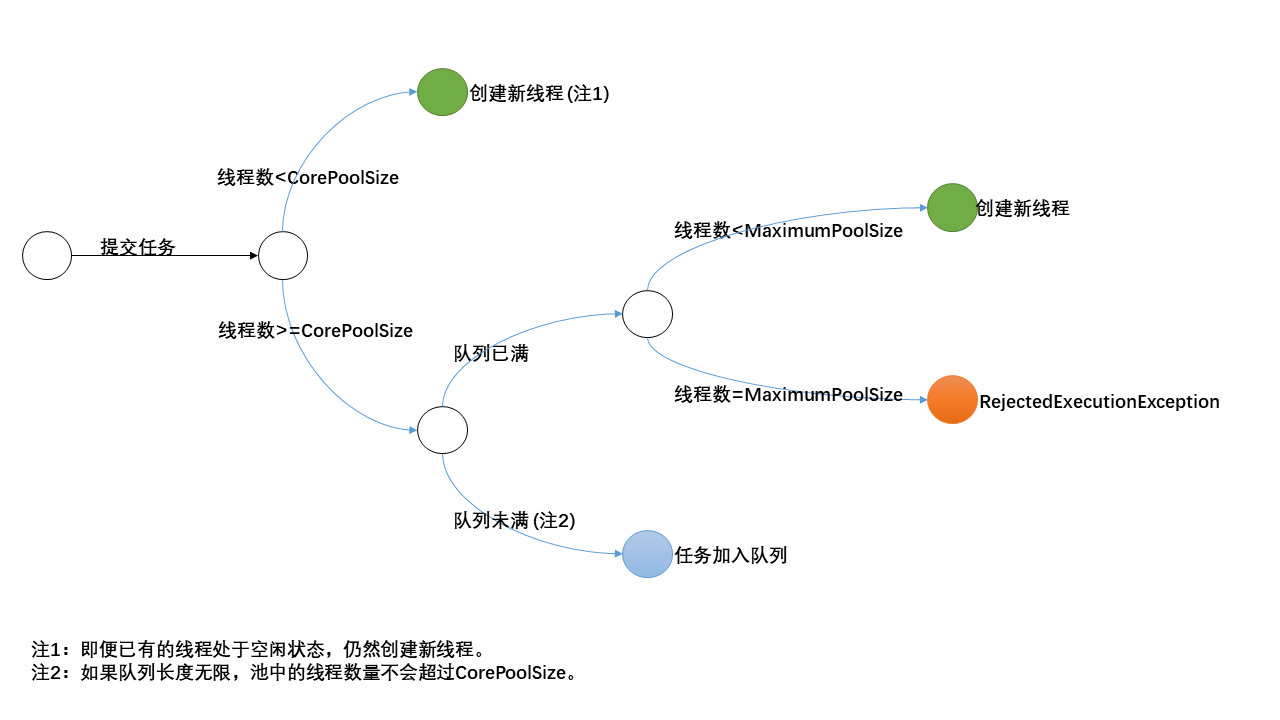 创建新线程(注1)
线程数<CorePoolSize
线程数<MaximumPoolSize
创建新线程
提交任务
线程数>=CorePoolSize
队列已满
线程数=MaximumPoolSize
RejectedExecutionException
队列未满(注2)
任务加入队列
注1：即便已有的线程处于空闲状态，仍然创建新线程。
注2：如果队列长度无限，池中的线程数量不会超过CorePoolSize。